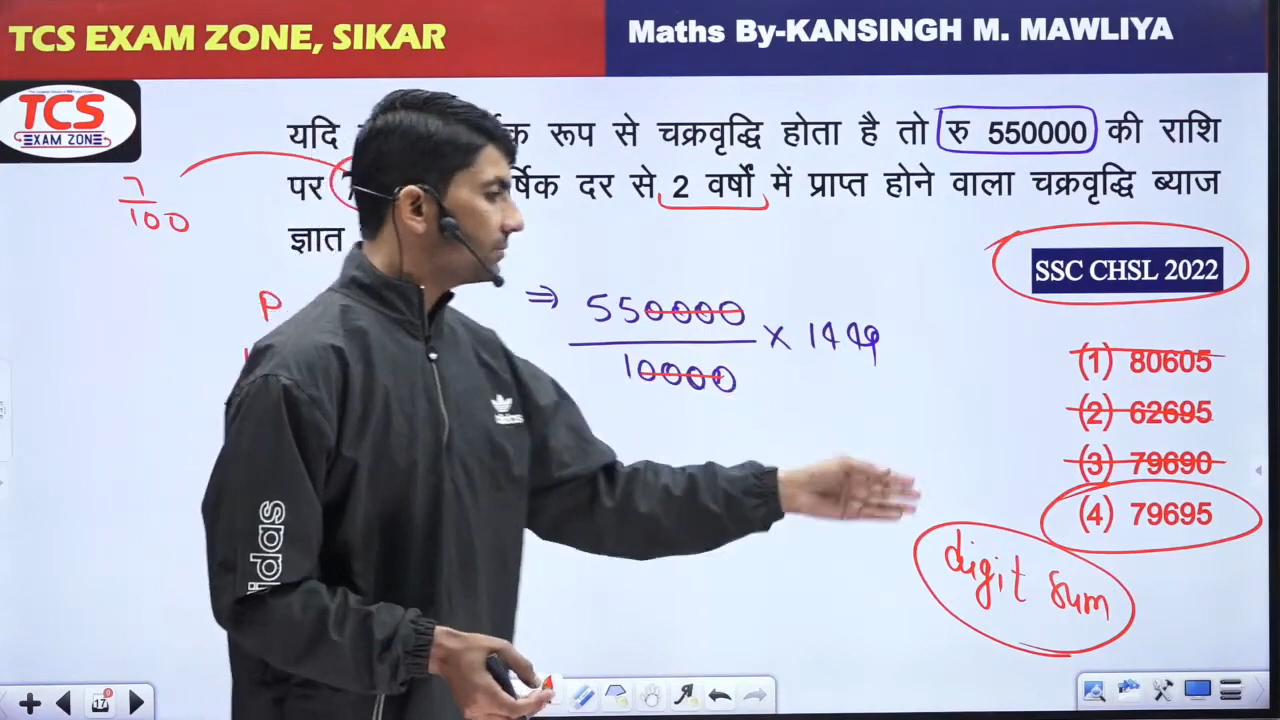 TCS EXAM ZONE, SIKAR
Maths By-KANSINGH M. MAWLIYA
TCS
EXAM ZONE
यदि रूप से चक्रवृद्धि होता है तो रु 550000 की राशि
पर दर से 2 वर्षों में प्राप्त होने वाला चक्रवृद्धि ब्याज
ज्ञात
7
100
SSC CHSL 2022
P
⇒ 550000
10000
× 1449
(1) 80605
(2) 62695
(3) 79690
(4) 79695
digit sum
adidas
17